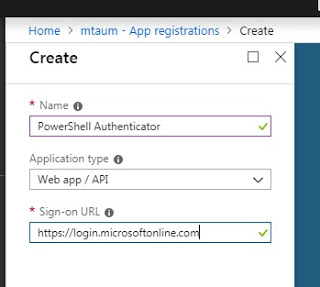 Home > mtaum - App registrations > Create
Create
* Name
PowerShell Authenticator
Application type
Web app / API
* Sign-on URL
https://login.microsoftonline.com